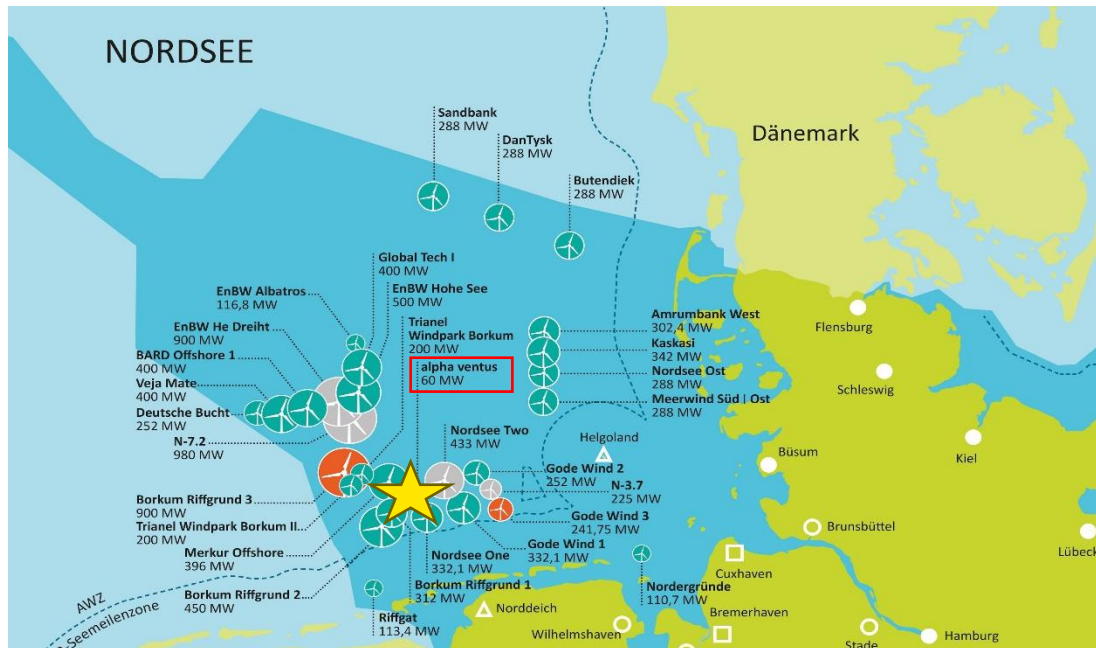 NORDSEE
Dänemark
Sandbank
288 MW
DanTysk
288 MW
Butendiek
288 MW
Global Tech I
400 MW
EnBW Albatros
116,8 MW
EnBW Hohe See
500 MW
EnBW He Dreiht
900 MW
Trianel
Windpark Borkum
200 MW
BARD Offshore 1
400 MW
alpha ventus
60 MW
Veja Mate
400 MW
Deutsche Bucht
252 MW
N-7.2
980 MW
Amrumbank West
302,4 MW
Kaskasi
342 MW
Nordsee Ost
288 MW
Meerwind Süd | Ost
288 MW
Flensburg
Schleswig
Kiel
Nordsee Two
433 MW
Helgoland
Büsum
Gode Wind 2
252 MW
N-3.7
225 MW
Borkum Riffgrund 3
900 MW
Gode Wind 3
241,75 MW
Trianel Windpark Borkum II
200 MW
Brunsbüttel
Gode Wind 1
332,1 MW
Merkur Offshore
396 MW
Nordsee One
332,1 MW
Lübeck
Cuxhaven
Borkum Riffgrund 1
312 MW
Nordergründe
110,7 MW
Borkum Riffgrund 2
450 MW
AWZ
-Seemeilenzone
Norddeich
Bremerhaven
Riffgat
113,4 MW
Wilhelmshaven
Stade
Hamburg